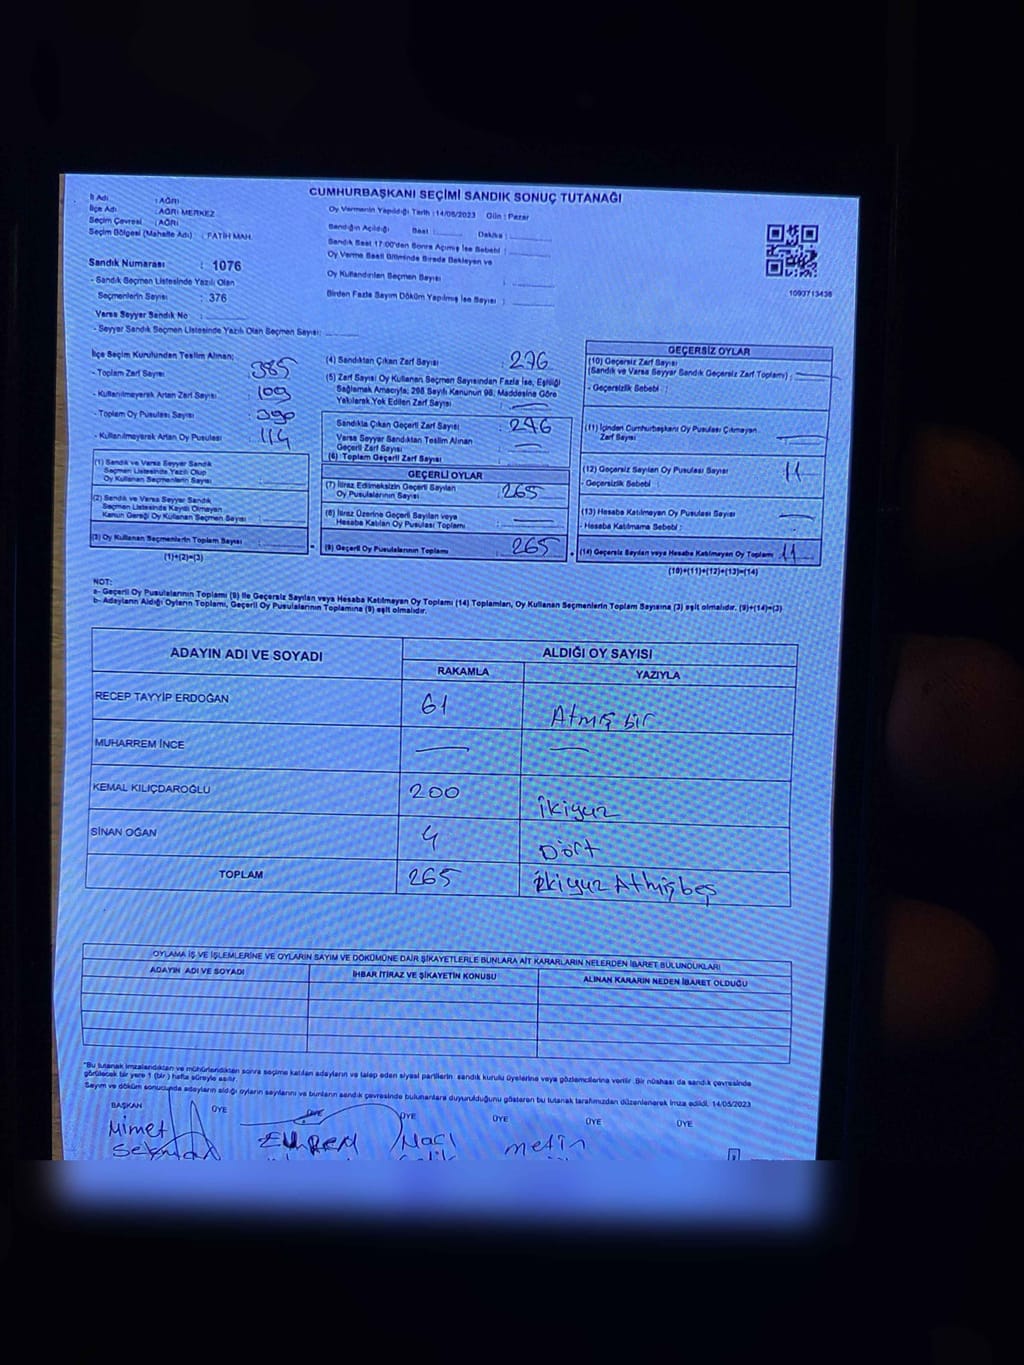 CUMHURBAŞKANI SEÇİMİ SANDIK SONUÇ TUTANAĞI
İl Adı : AĞRI
İlçe Adı : AĞRI MERKEZ
Seçim Çevresi : AĞRI
Seçim Bölgesi (Mahalle Adı) : FATİH MAH.
Sandık Numarası : 1076
- Sandık Seçmen Listesinde Yazılı Olan
Seçmenlerin Sayısı : 376
Varsa Seyyar Sandık No :
- Seyyar Sandık Seçmen Listesinde Yazılı Olan Seçmen Sayısı:
Oy Vermenin Yapıldığı Tarih : 14/05/2023 Gün : Pazar
Sandığın Açıldığı Saat : Dakika :
Sandık Saat 17:00'den Sonra Açılmış İse Sebebi :
Oy Verme Saati Bitiminde Sırada Bekleyen ve
Oy Kullandırılan Seçmen Sayısı :
Birden Fazla Sayım Döküm Yapılmış İse Sayısı :
1093713436
İlçe Seçim Kurulundan Teslim Alınan:
- Toplam Zarf Sayısı : 385
- Kullanılmayarak Artan Zarf Sayısı : 109
- Toplam Oy Pusulası Sayısı : 390
- Kullanılmayarak Artan Oy Pusulası : 114
(1) Sandık ve Varsa Seyyar Sandık
Seçmen Listesinde Yazılı Olup
Oy Kullanan Seçmenlerin Sayısı :
(2) Sandık ve Varsa Seyyar Sandık
Seçmen Listesinde Kayıtlı Olmayan
Kanun Gereği Oy Kullanan Seçmen Sayısı :
(3) Oy Kullanan Seçmenlerin Toplam Sayısı :
(1)+(2)=(3)
(4) Sandıktan Çıkan Zarf Sayısı : 276
(5) Zarf Sayısı Oy Kullanan Seçmen Sayısından Fazla İse, Eşitliği
Sağlamak Amacıyla, 298 Sayılı Kanunun 98. Maddesine Göre
Yakılarak Yok Edilen Zarf Sayısı :
Sandıkta Çıkan Geçerli Zarf Sayısı : 276
Varsa Seyyar Sandıktan Teslim Alınan
Geçerli Zarf Sayısı :
(6) Toplam Geçerli Zarf Sayısı :
GEÇERLİ OYLAR
(7) İtiraz Edilmeksizin Geçerli Sayılan
Oy Pusulalarının Sayısı : 265
(8) İtiraz Üzerine Geçerli Sayılan veya
Hesaba Katılan Oy Pusulası Toplamı :
(9) Geçerli Oy Pusulalarının Toplamı : 265
GEÇERSİZ OYLAR
(10) Geçersiz Zarf Sayısı
(Sandık ve Varsa Seyyar Sandık Geçersiz Zarf Toplamı) :
- Geçersizlik Sebebi :
(11) İçinden Cumhurbaşkanı Oy Pusulası Çıkmayan
Zarf Sayısı :
(12) Geçersiz Sayılan Oy Pusulası Sayısı : 11
- Geçersizlik Sebebi :
(13) Hesaba Katılmayan Oy Pusulası Sayısı :
- Hesaba Katılmama Sebebi :
(14) Geçersiz Sayılan veya Hesaba Katılmayan Oy Toplamı : 11
(10)+(11)+(12)+(13)=(14)
NOT:
a- Geçerli Oy Pusulalarının Toplamı (9) ile Geçersiz Sayılan veya Hesaba Katılmayan Oy Toplamı (14) Toplamları, Oy Kullanan Seçmenlerin Toplam Sayısına (3) eşit olmalıdır. (9)+(14)=(3)
b- Adayların Aldığı Oyların Toplamı, Geçerli Oy Pusulalarının Toplamına (9) eşit olmalıdır.
ADAYIN ADI VE SOYADI ALDIĞI OY SAYISI
RAKAMLA YAZIYLA
RECEP TAYYİP ERDOĞAN 61 Atmış bir
MUHARREM İNCE
KEMAL KILIÇDAROĞLU 200 İkiyuz
SİNAN OĞAN 4 Dört
TOPLAM 265 İkiyuz Atmişbeş
OYLAMA İŞ VE İŞLEMLERİNE VE OYLARIN SAYIM VE DÖKÜMÜNE DAİR ŞİKAYETLERLE BUNLARA AİT KARARLARIN NELERDEN İBARET BULUNDUKLARI
ADAYIN ADI VE SOYADI İHBAR İTİRAZ VE ŞİKAYETİN KONUSU ALINAN KARARIN NEDEN İBARET OLDUĞU
"Bu tutanak imzalandıktan ve mühürlendikten sonra seçime katılan adayların ve talep eden siyasi partilerin sandık kurulu üyelerine veya gözlemcilerine verilir. Bir nüshası da sandık çevresinde
görülecek bir yere 1 (bir) hafta süreyle asılır.
Sayım ve döküm sonucunda adayların aldığı oyların sayılarını ve bunların sandık çevresinde bulunanlara duyurulduğunu gösteren bu tutanak tarafımızdan düzenlenerek imza edildi. 14/05/2023
BAŞKAN ÜYE ÜYE ÜYE ÜYE ÜYE ÜYE
Nimet Naci metin